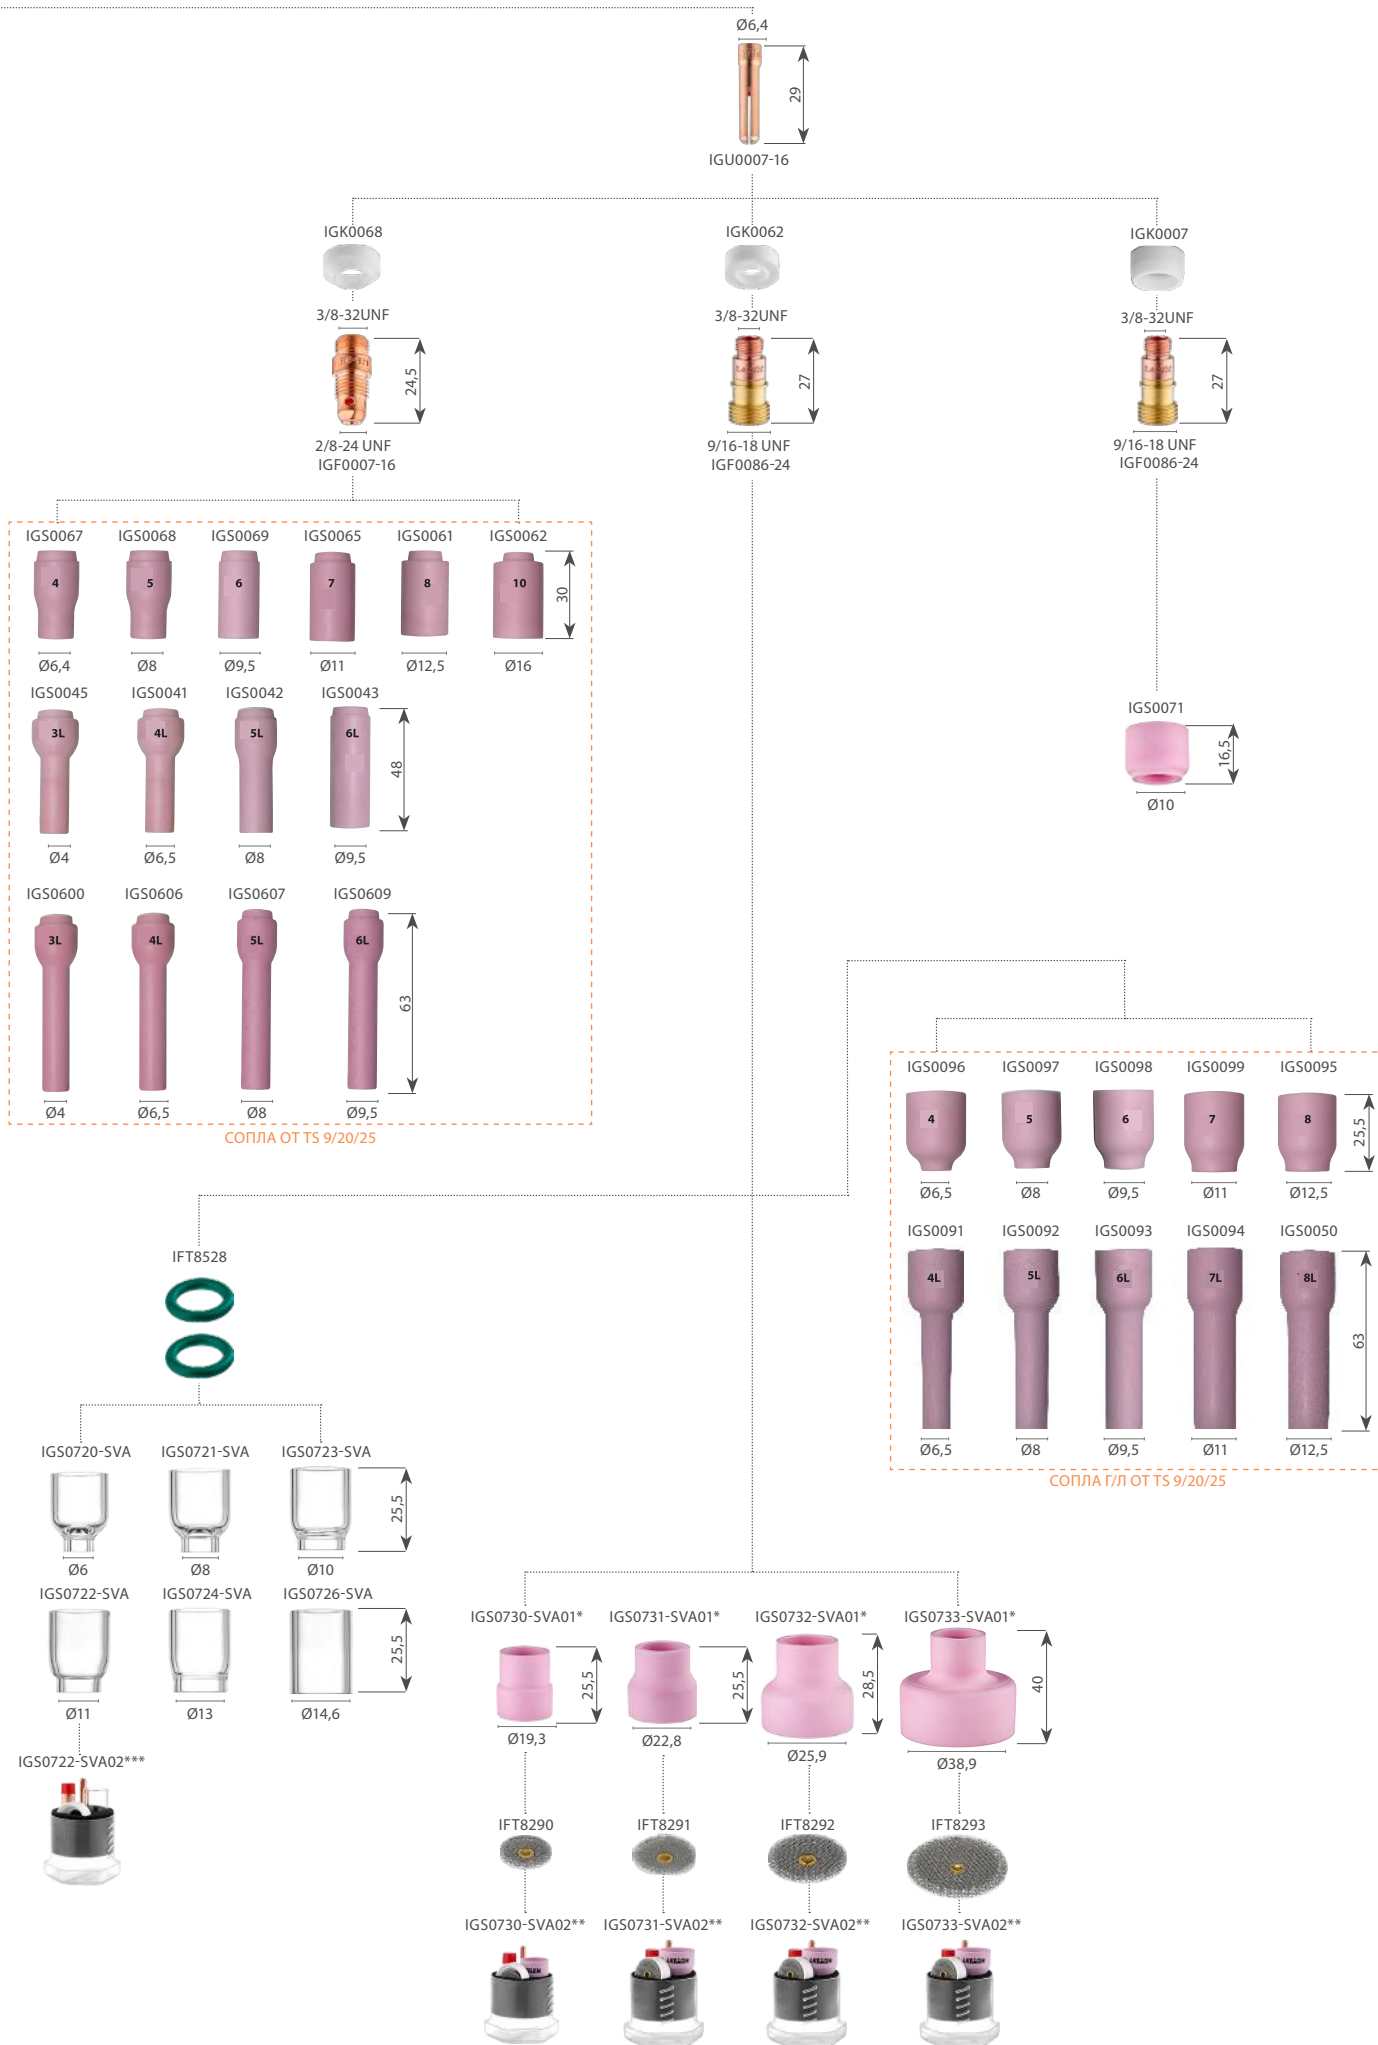 Ø6,4
29
IGU0007-16
IGK0068
IGK0062
IGK0007
3/8-32UNF
3/8-32UNF
3/8-32UNF
24,5
27
27
2/8-24 UNF
IGF0007-16
9/16-18 UNF
IGF0086-24
9/16-18 UNF
IGF0086-24
IGS0067 IGS0068 IGS0069 IGS0065 IGS0061 IGS0062
4 5 6 7 8 10
30
Ø6,4 Ø8 Ø9,5 Ø11 Ø12,5 Ø16
IGS0045 IGS0041 IGS0042 IGS0043
3L 4L 5L 6L
48
Ø4 Ø6,5 Ø8 Ø9,5
IGS0600 IGS0606 IGS0607 IGS0609
3L 4L 5L 6L
63
Ø4 Ø6,5 Ø8 Ø9,5
СОПЛА ОТ TS 9/20/25
IGS0071
16,5
Ø10
IGS0096 IGS0097 IGS0098 IGS0099 IGS0095
4 5 6 7 8
25,5
Ø6,5 Ø8 Ø9,5 Ø11 Ø12,5
IGS0091 IGS0092 IGS0093 IGS0094 IGS0050
4L 5L 6L 7L 8L
63
Ø6,5 Ø8 Ø9,5 Ø11 Ø12,5
СОПЛА Г/Л ОТ TS 9/20/25
IFT8528
IGS0720-SVA IGS0721-SVA IGS0723-SVA
25,5
Ø6 Ø8 Ø10
IGS0722-SVA IGS0724-SVA IGS0726-SVA
25,5
Ø11 Ø13 Ø14,6
IGS0722-SVA02***
IGS0730-SVA01* IGS0731-SVA01* IGS0732-SVA01* IGS0733-SVA01*
25,5 25,5 28,5 40
Ø19,3 Ø22,8 Ø25,9 Ø38,9
IFT8290 IFT8291 IFT8292 IFT8293
IGS0730-SVA02** IGS0731-SVA02** IGS0732-SVA02** IGS0733-SVA02**